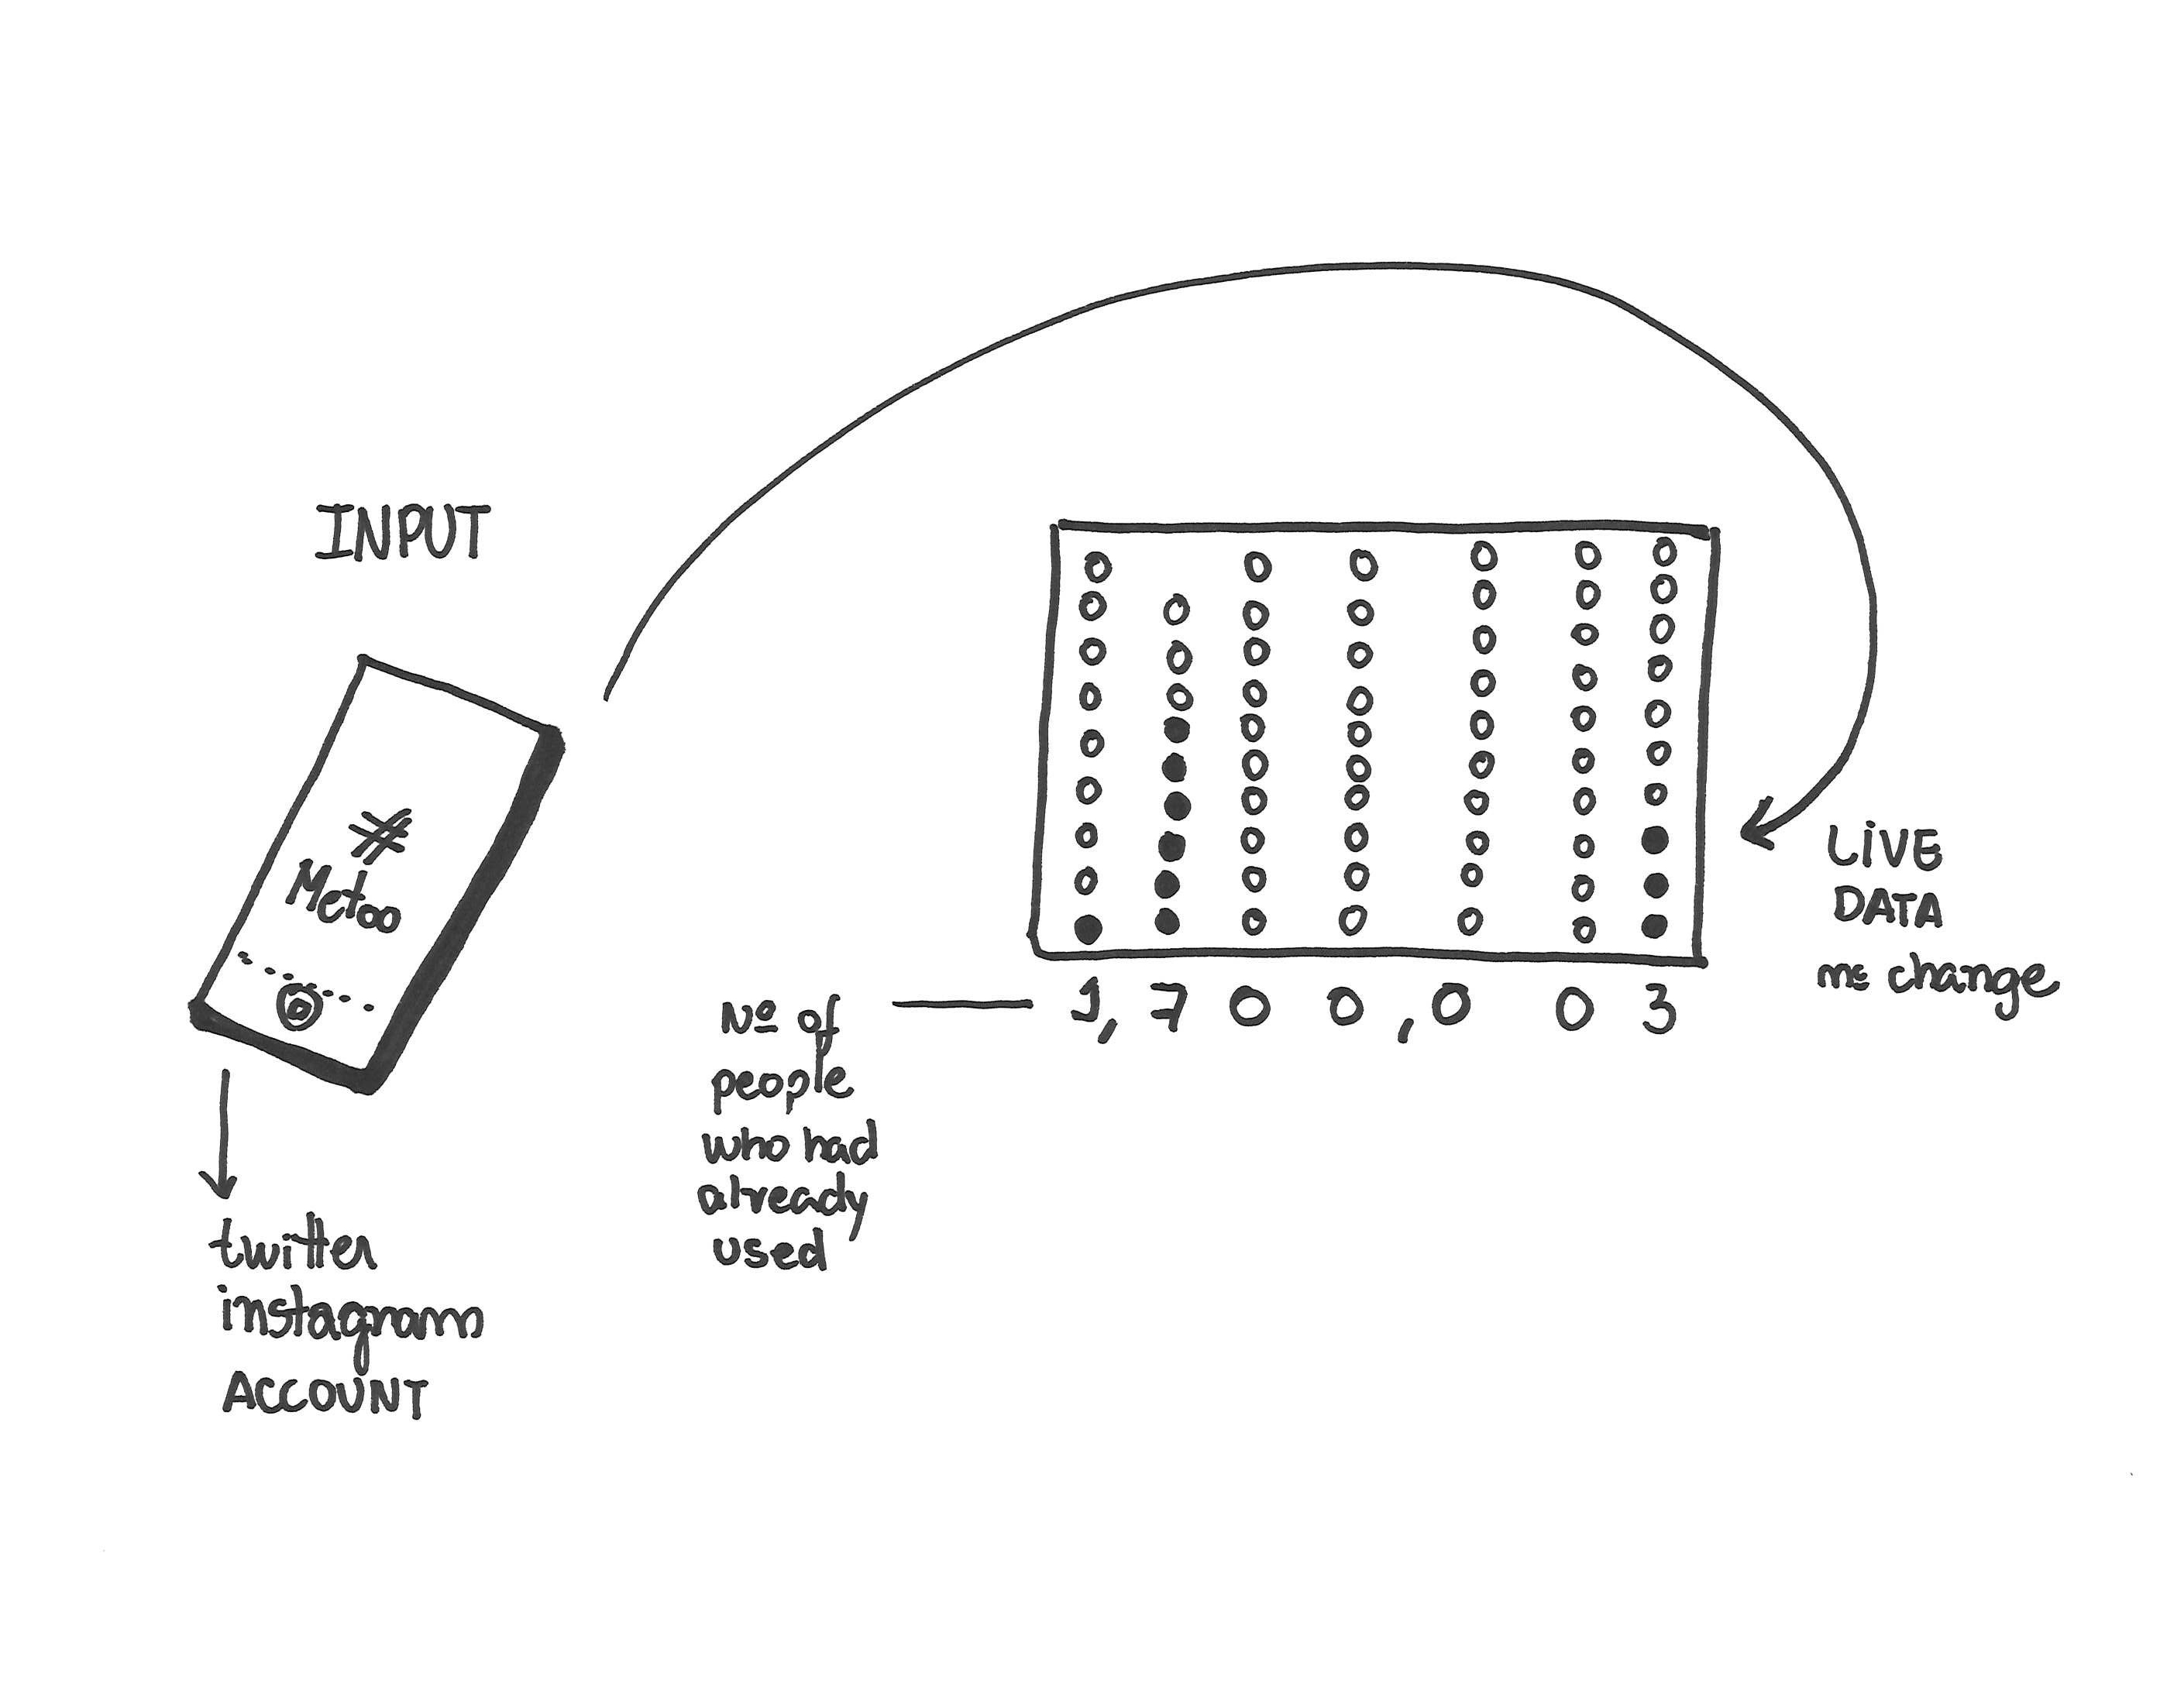 INPUT
#
Metoo
twitter
instagram
ACCOUNT
Nº of
people
who had
already
used
1,700,003
LIVE
DATA
ms change